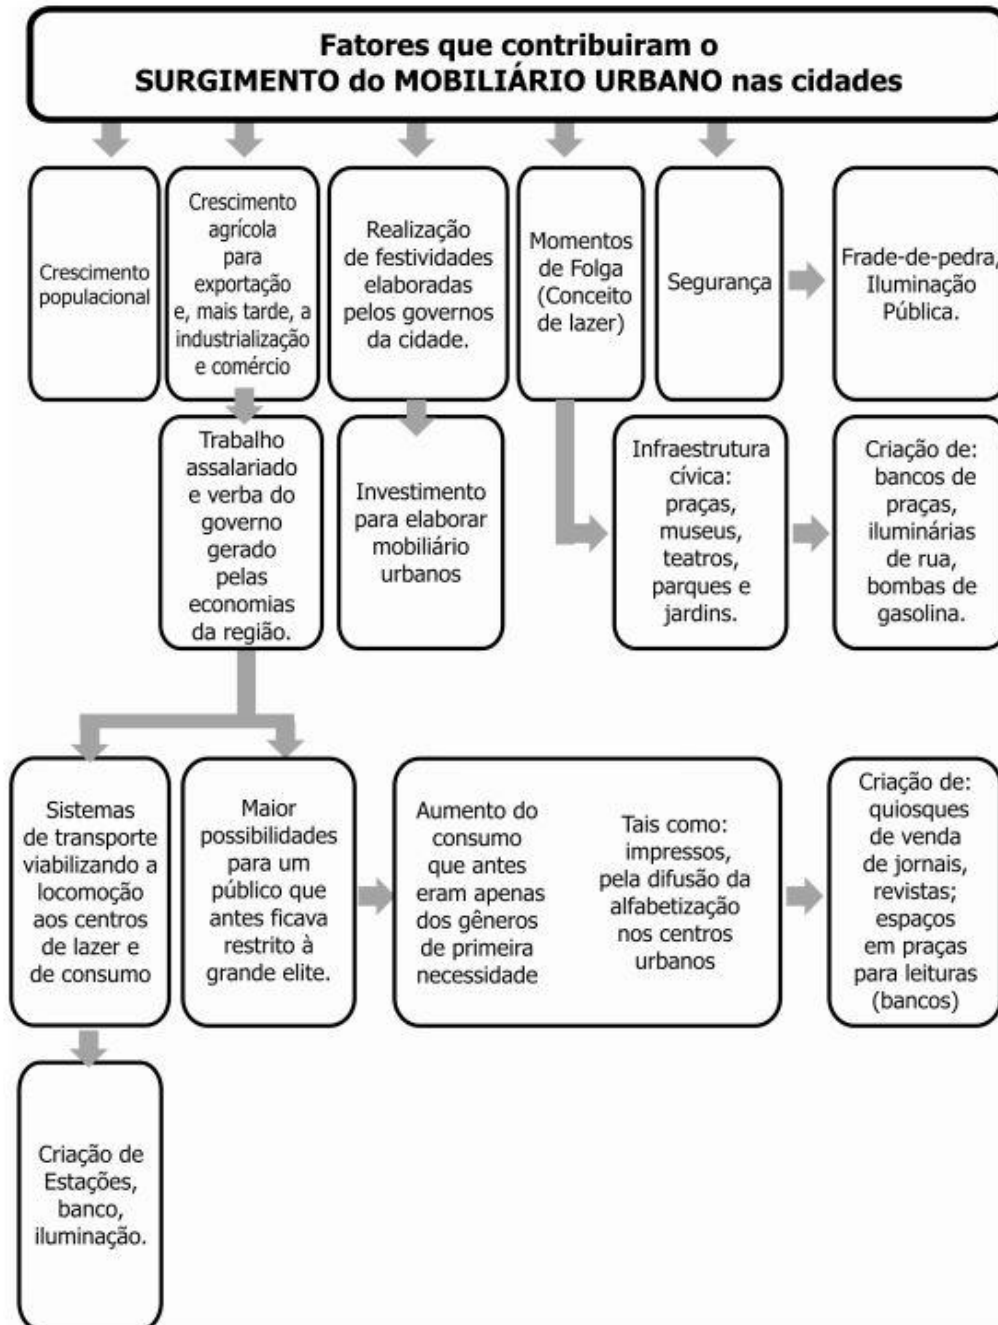 Fatores que contribuiram o
SURGIMENTO do MOBILIÁRIO URBANO nas cidades
Crescimento
populacional
Crescimento
agrícola
para
exportação
e, mais tarde, a
industrialização
e comércio
Realização
de festividades
elaboradas
pelos governos
da cidade.
Momentos
de Folga
(Conceito
de lazer)
Segurança
Frade-de-pedra,
Iluminação
Pública.
Trabalho
assalariado
e verba do
governo
gerado
pelas
economias
da região.
Investimento
para elaborar
mobiliário
urbanos
Infraestrutura
cívica:
praças,
museus,
teatros,
parques e
jardins.
Criação de:
bancos de
praças,
iluminárias
de rua,
bombas de
gasolina.
Sistemas
de transporte
viabilizando a
locomoção
aos centros
de lazer e
de consumo
Maior
possibilidades
para um
público que
antes ficava
restrito à
grande elite.
Aumento do
consumo
que antes
eram apenas
dos gêneros
de primeira
necessidade
Tais como:
impressos,
pela difusão da
alfabetização
nos centros
urbanos
Criação de:
quiosques
de venda
de jornais,
revistas;
espaços
em praças
para leituras
(bancos)
Criação de
Estações,
banco,
iluminação.